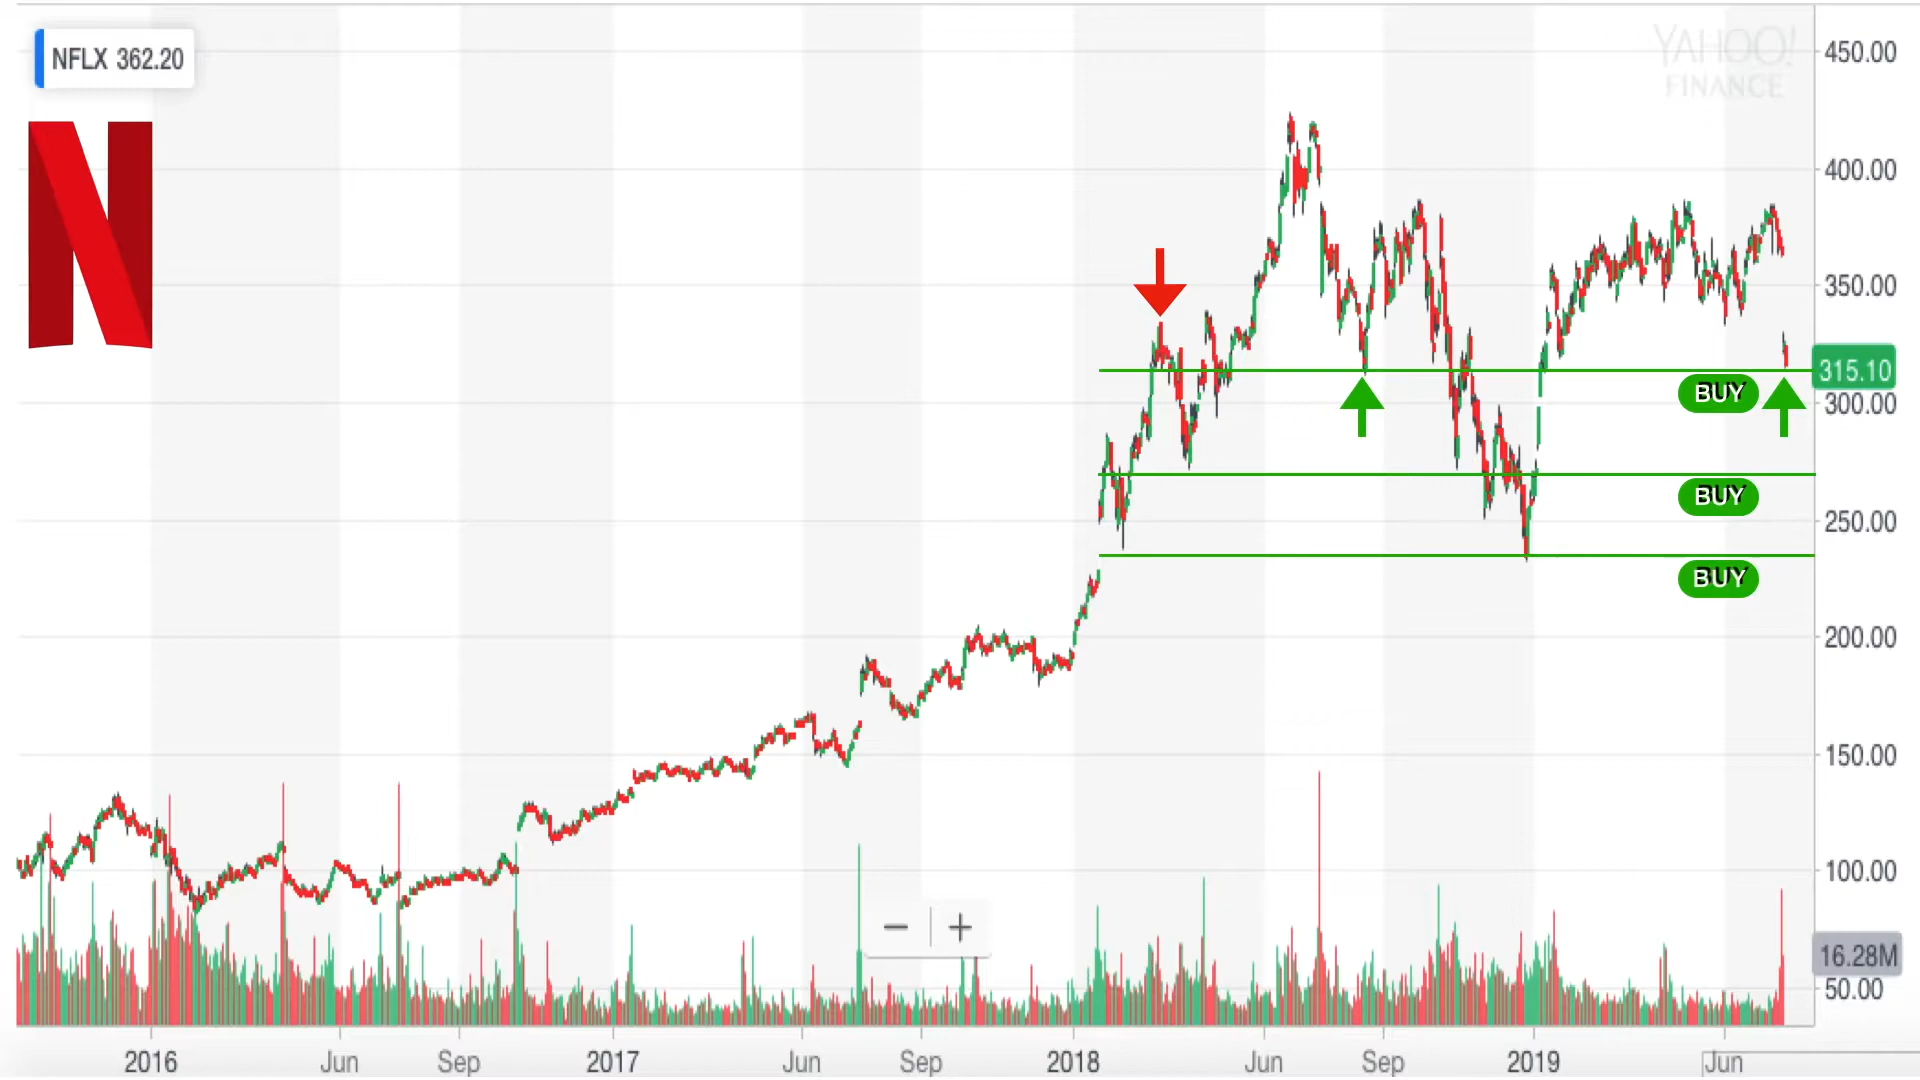 NFLX 362.20
YAHOO!
FINANCE
450.00
400.00
350.00
315.10
300.00
250.00
200.00
150.00
100.00
16.28M
50.00
BUY
BUY
BUY
2016 Jun Sep 2017 Jun Sep 2018 Jun Sep 2019 Jun